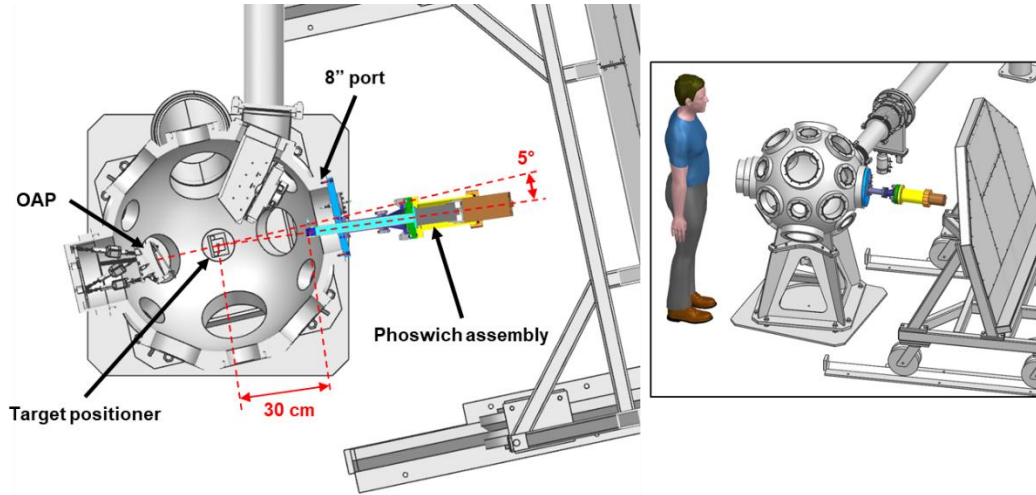 8” port
5°
OAP
Phoswich assembly
Target positioner
30 cm